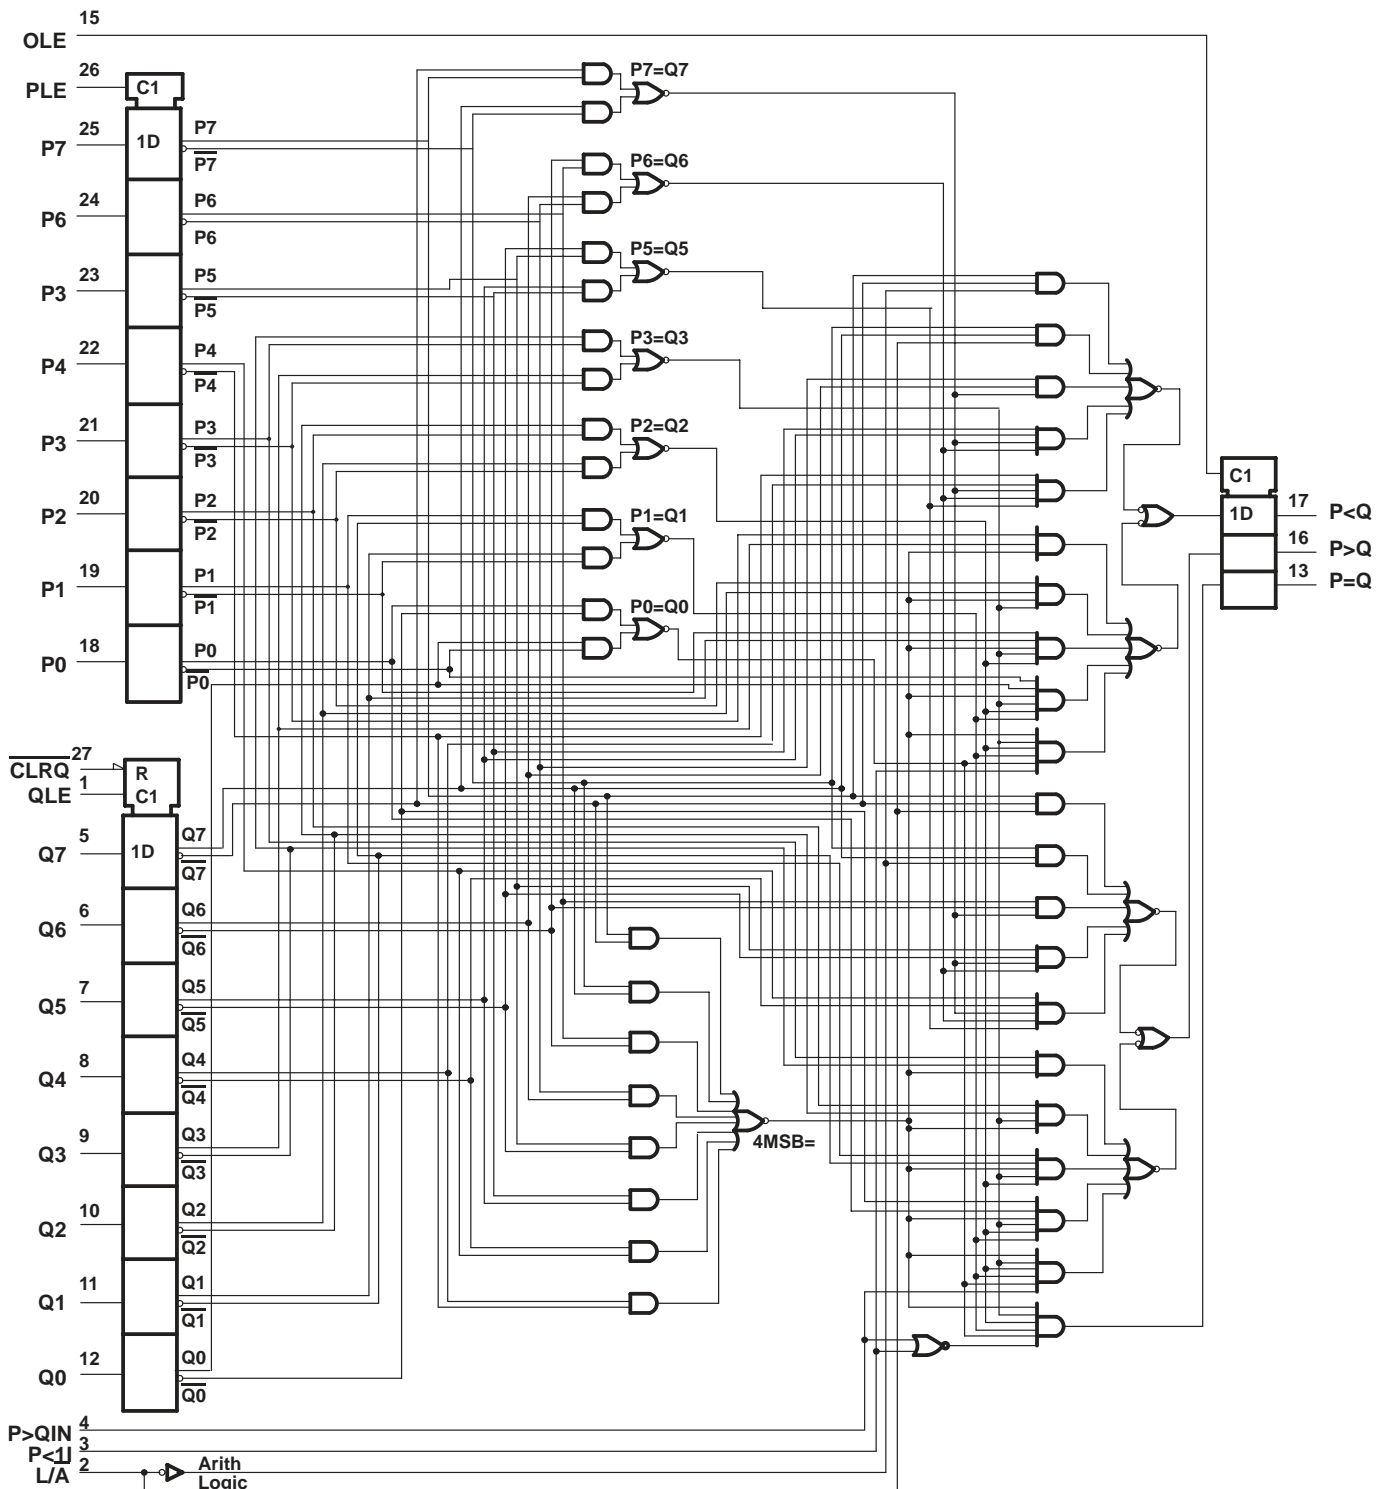 15
OLE
26
PLE
C1
25
P7
1D
P7
P7
24
P6
P6
P6
23
P3
P5
P5
22
P4
P4
P4
21
P3
P3
P3
20
P2
P2
P2
19
P1
P1
P1
18
P0
P0
P0
P7=Q7
P6=Q6
P5=Q5
P3=Q3
P2=Q2
P1=Q1
P0=Q0
C1
1D
17
P<Q
16
P>Q
13
P=Q
CLRQ 27
R
QLE 1
C1
5
Q7
1D
Q7
Q7
6
Q6
Q6
Q6
7
Q5
Q5
Q5
8
Q4
Q4
Q4
9
Q3
Q3
Q3
10
Q2
Q2
Q2
11
Q1
Q1
Q1
12
Q0
Q0
Q0
4MSB=
P>QIN 4
3
L/A 2
Arith
Logic